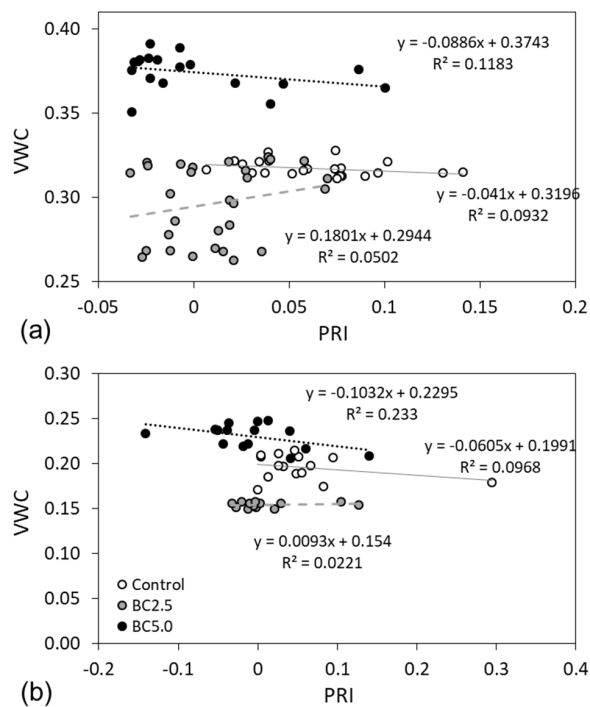 0.40
0.35
0.30
0.25
VWC
y = -0.0886x + 0.3743
R² = 0.1183
y = -0.041x + 0.3196
R² = 0.0932
y = 0.1801x + 0.2944
R² = 0.0502
-0.05 0 0.05 0.1 0.15 0.2
PRI
(a)
0.30
0.25
0.20
0.15
0.10
0.05
0.00
VWC
y = -0.1032x + 0.2295
R² = 0.233
y = -0.0605x + 0.1991
R² = 0.0968
y = 0.0093x + 0.154
R² = 0.0221
Control
BC2.5
BC5.0
-0.2 -0.1 0 0.1 0.2 0.3 0.4
PRI
(b)